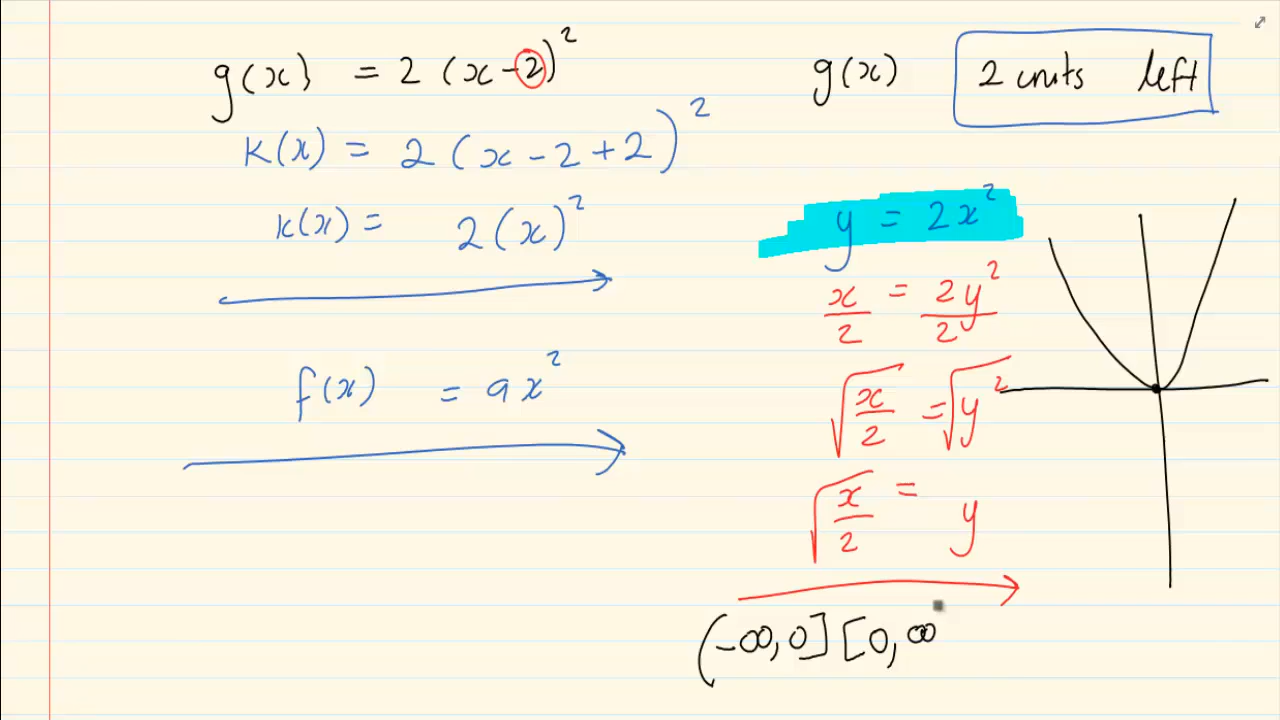 g(x) = 2(x-2)²
k(x) = 2(x-2+2)²
k(x) = 2(x)²
f(x) = ax²
g(x) 2 units left
y = 2x²
x/2 = 2y²/2
√(x/2) = √y²
√(x/2) = y
(-∞,0] [0,∞